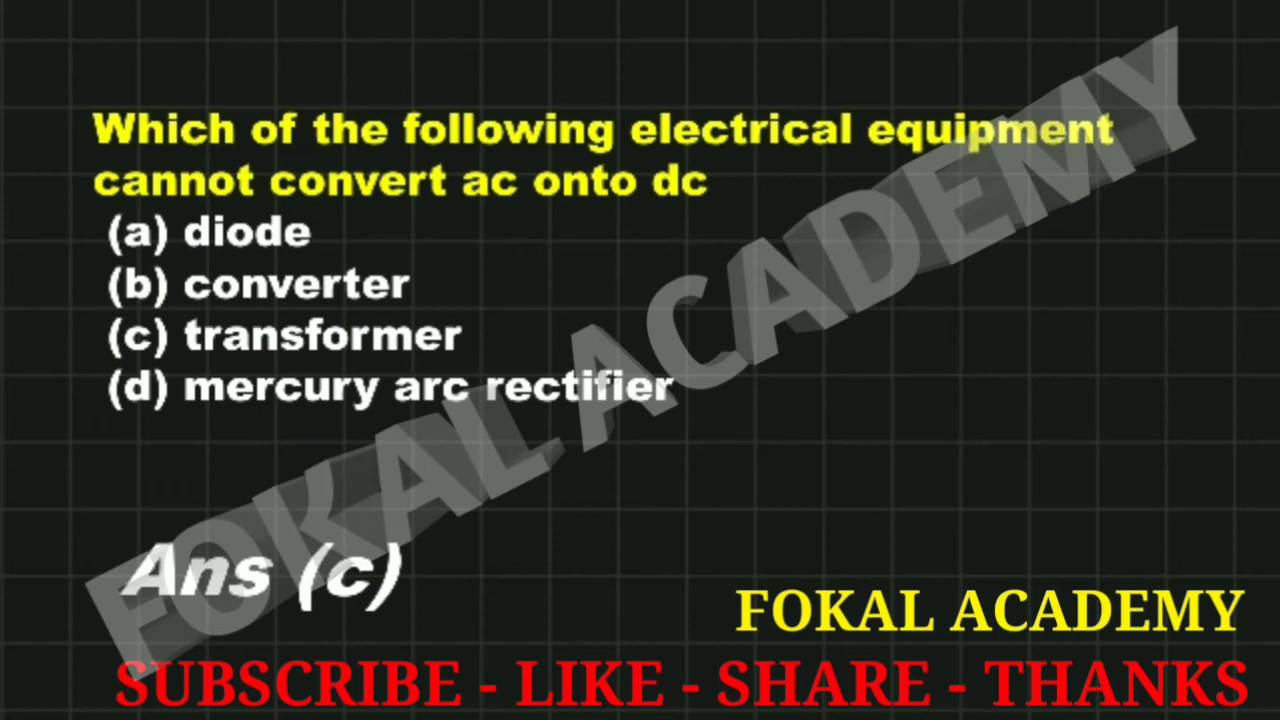 Which of the following electrical equipment
cannot convert ac onto dc
(a) diode
(b) converter
(c) transformer
(d) mercury arc rectifier
FOKAL ACADEMY
Ans (c)
FOKAL ACADEMY
SUBSCRIBE - LIKE - SHARE - THANKS